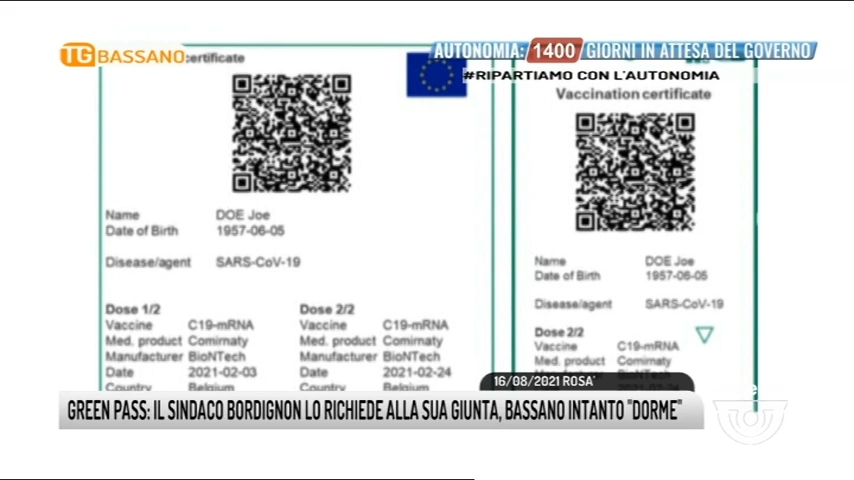 TG BASSANO
AUTONOMIA: 1400 GIORNI IN ATTESA DEL GOVERNO
#RIPARTIAMO CON L'AUTONOMIA
certificate
Name DOE Joe
Date of Birth 1957-06-05
Disease/agent SARS-CoV-19
Dose 1/2 Dose 2/2
Vaccine C19-mRNA Vaccine C19-mRNA
Med. product Comirnaty Med. product Comirnaty
Manufacturer BioNTech Manufacturer BioNTech
Date 2021-02-03 Date 2021-02-24
Country Belgium Country Belgium
Vaccination certificate
Name DOE Joe
Date of Birth 1957-06-05
Disease/agent SARS-CoV-19
Dose 2/2
Vaccine C19-mRNA
Med. product Comirnaty
Manufacturer BioNTech
16/08/2021 ROSA'
GREEN PASS: IL SINDACO BORDIGNON LO RICHIEDE ALLA SUA GIUNTA, BASSANO INTANTO "DORME"